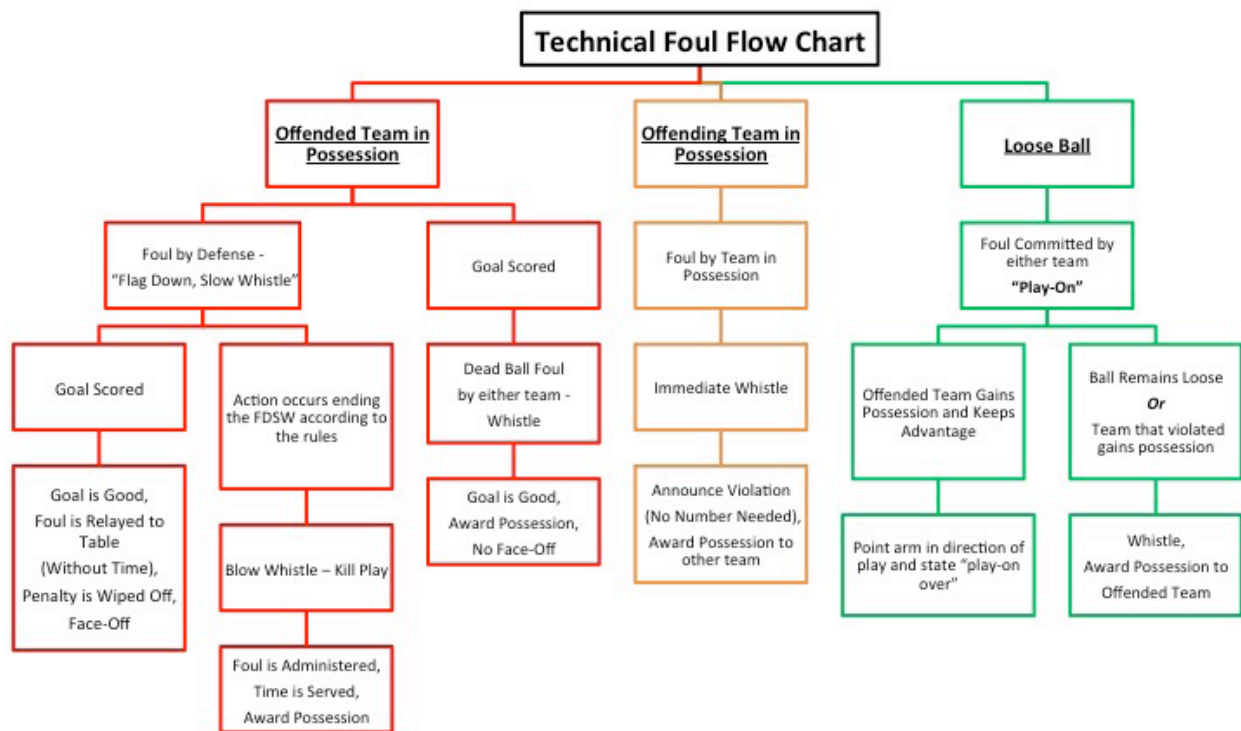 Technical Foul Flow Chart
Offended Team in
Possession
Offending Team in
Possession
Loose Ball
Foul by Defense -
“Flag Down, Slow Whistle”
Goal Scored
Foul by Team in
Possession
Foul Committed by
either team
“Play-On”
Goal Scored
Action occurs ending
the FDSW according to
the rules
Dead Ball Foul
by either team -
Whistle
Immediate Whistle
Offended Team Gains
Possession and Keeps
Advantage
Ball Remains Loose
Or
Team that violated
gains possession
Goal is Good,
Foul is Relayed to
Table
(Without Time),
Penalty is Wiped Off,
Face-Off
Blow Whistle – Kill Play
Goal is Good,
Award Possession,
No Face-Off
Announce Violation
(No Number Needed),
Award Possession to
other team
Point arm in direction of
play and state “play-on
over”
Whistle,
Award Possession to
Offended Team
Foul is Administered,
Time is Served,
Award Possession